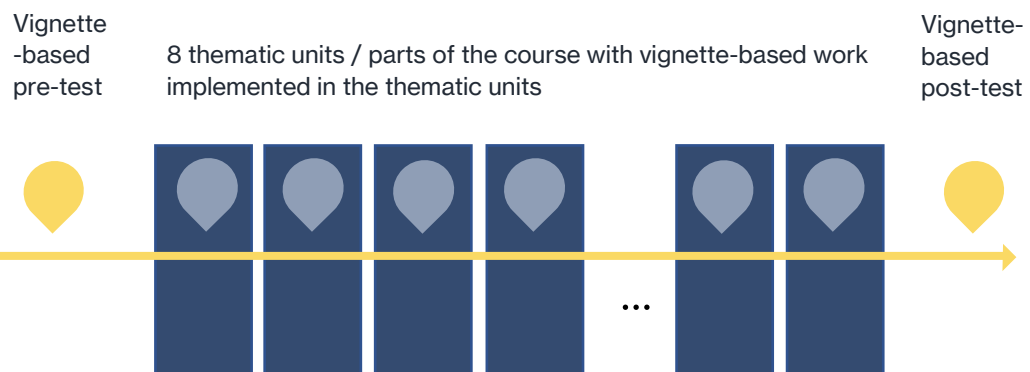 Vignette
-based
pre-test
8 thematic units / parts of the course with vignette-based work
implemented in the thematic units
Vignette-
based
post-test
...